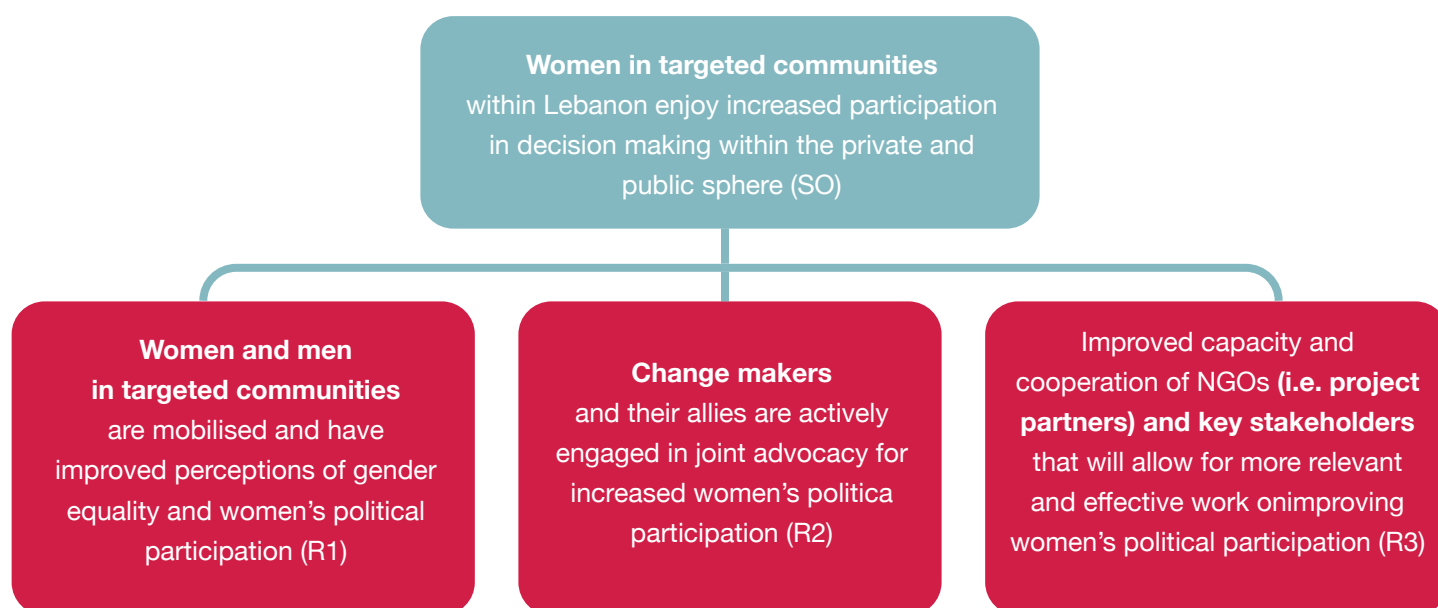 Women in targeted communities
within Lebanon enjoy increased participation
in decision making within the private and
public sphere (SO)
Women and men
in targeted communities
are mobilised and have
improved perceptions of gender
equality and women’s political
participation (R1)
Change makers
and their allies are actively
engaged in joint advocacy for
increased women’s politica
participation (R2)
Improved capacity and
cooperation of NGOs (i.e. project
partners) and key stakeholders
that will allow for more relevant
and effective work onimproving
women’s political participation (R3)